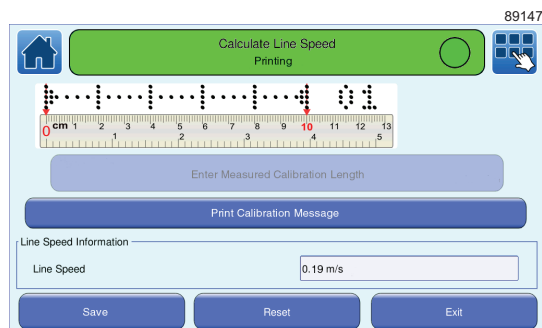 89147
Calculate Line Speed
Printing
01
0 cm 1 2 3 4 5 6 7 8 9 10 11 12 13
1 2 3 4 5
Enter Measured Calibration Length
Print Calibration Message
Line Speed Information
Line Speed 0.19 m/s
Save Reset Exit